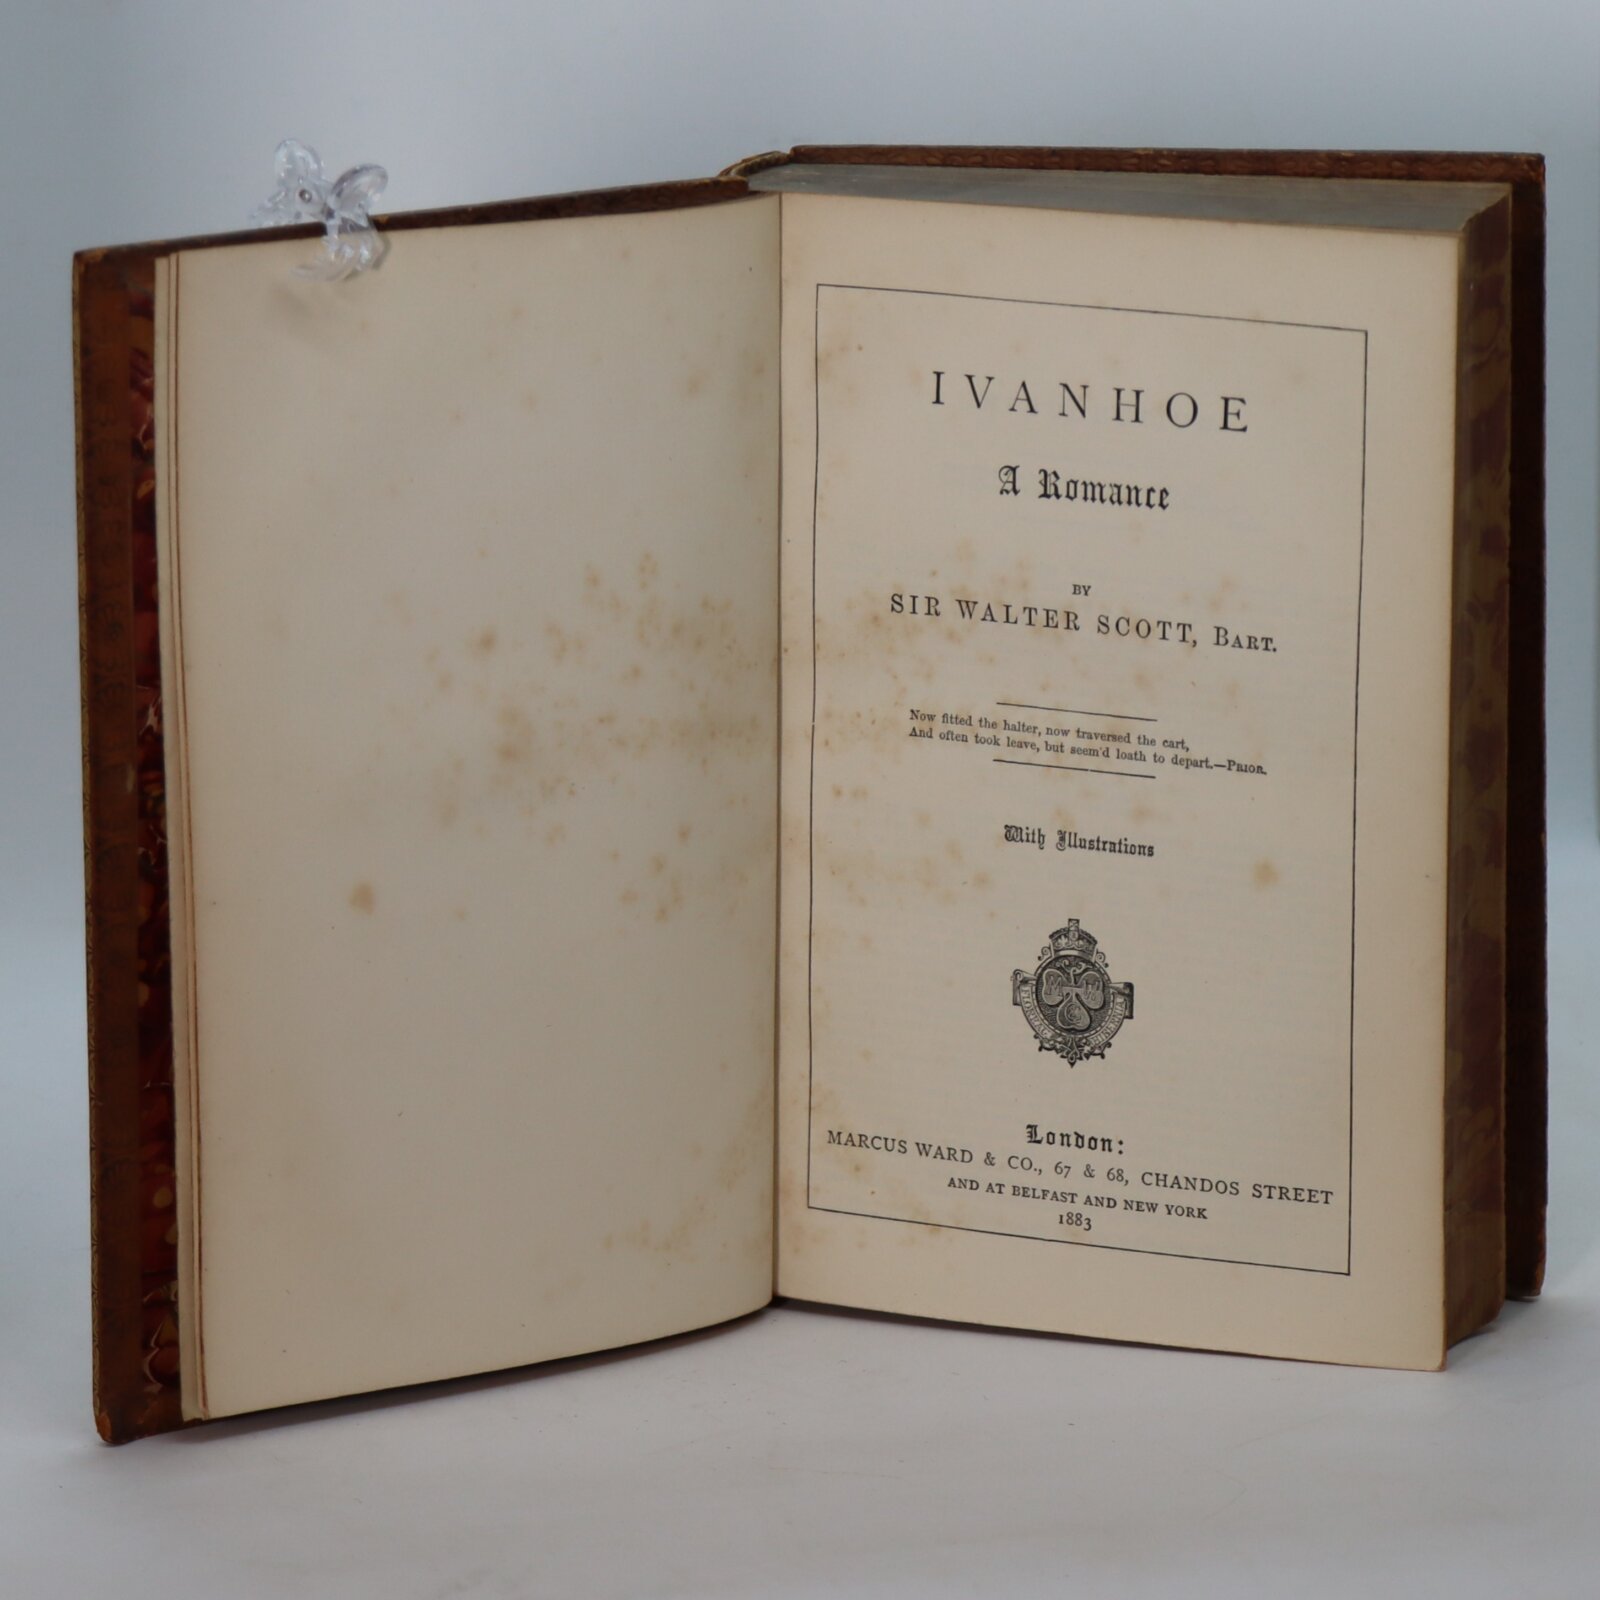 IVANHOE
A Romance
BY
SIR WALTER SCOTT, BART.
Now fitted the halter, now traversed the cart,
And often took leave, but seem'd loath to depart.—PRIOR.
With Illustrations
M W
London:
MARCUS WARD & CO., 67 & 68, CHANDOS STREET
AND AT BELFAST AND NEW YORK
1883